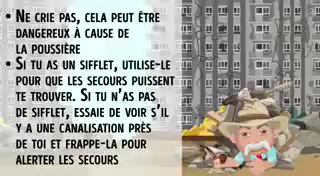 • Ne crie pas, cela peut être
dangereux à cause de
la poussière
• Si tu as un sifflet, utilise-le
pour que les secours puissent
te trouver. Si tu n'as pas
de sifflet, essaie de voir s'il
y a une canalisation près
de toi et frappe-la pour
alerter les secours